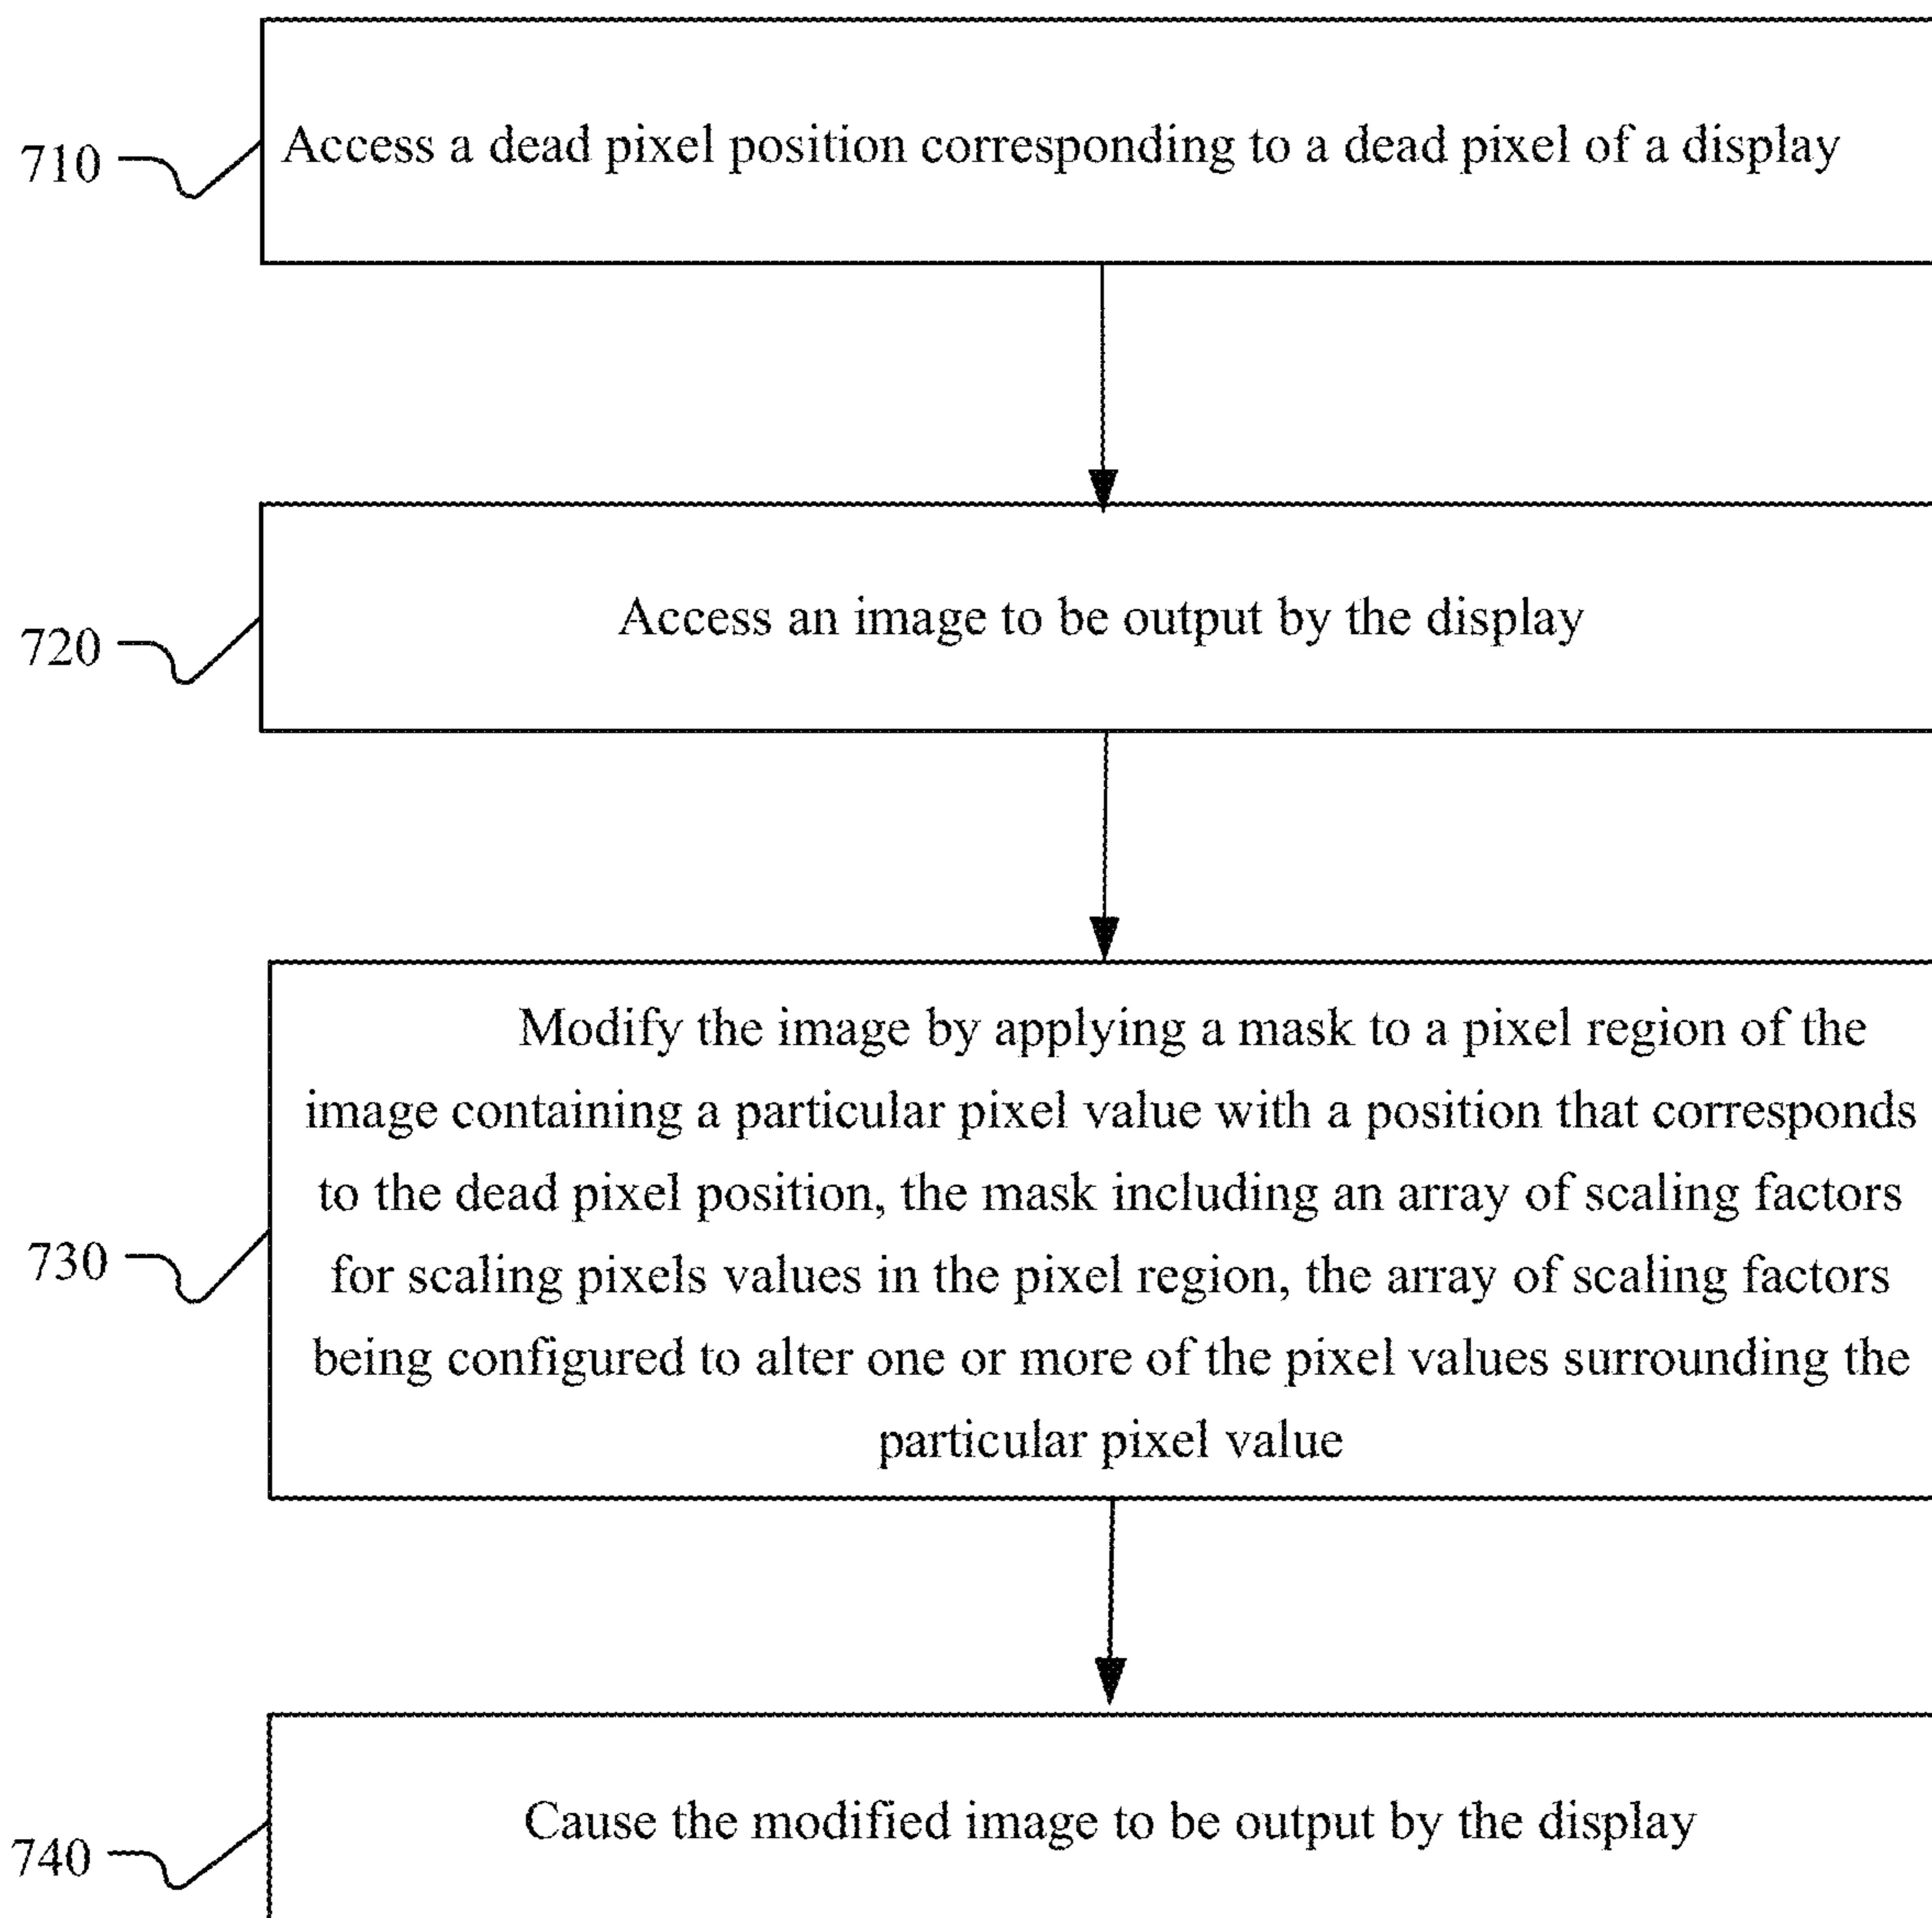 710
Access a dead pixel position corresponding to a dead pixel of a display
720
Access an image to be output by the display
Modify the image by applying a mask to a pixel region of the
image containing a particular pixel value with a position that corresponds
to the dead pixel position, the mask including an array of scaling factors
730
for scaling pixels values in the pixel region, the array of scaling factors
being configured to alter one or more of the pixel values surrounding the
particular pixel value
740
Cause the modified image to be output by the display